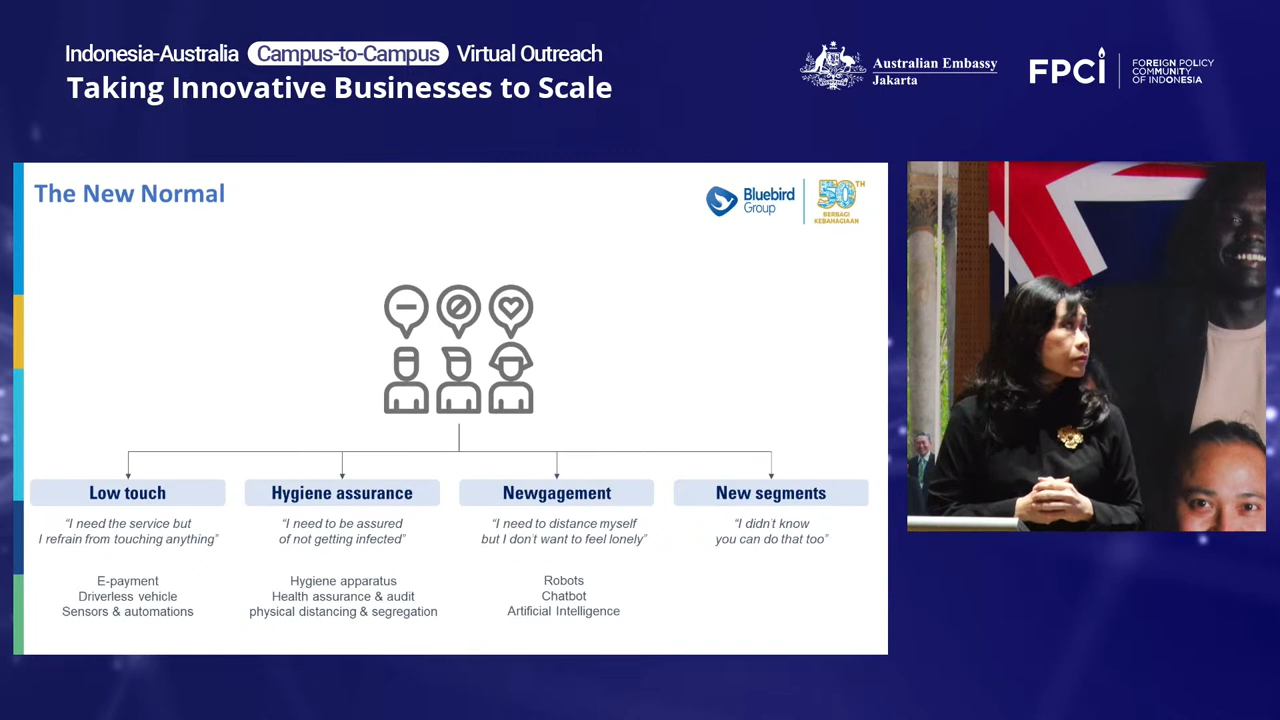 Indonesia-Australia Campus-to-Campus Virtual Outreach
Taking Innovative Businesses to Scale
Australian Embassy
Jakarta
FPCI
FOREIGN POLICY
COMMUNITY
OF INDONESIA
The New Normal
Bluebird
Group
50TH
BERBAGI
KEBAHAGIAAN
Low touch
"I need the service but
I refrain from touching anything"
E-payment
Driverless vehicle
Sensors & automations
Hygiene assurance
"I need to be assured
of not getting infected"
Hygiene apparatus
Health assurance & audit
physical distancing & segregation
Newgagement
"I need to distance myself
but I don't want to feel lonely"
Robots
Chatbot
Artificial Intelligence
New segments
"I didn't know
you can do that too"